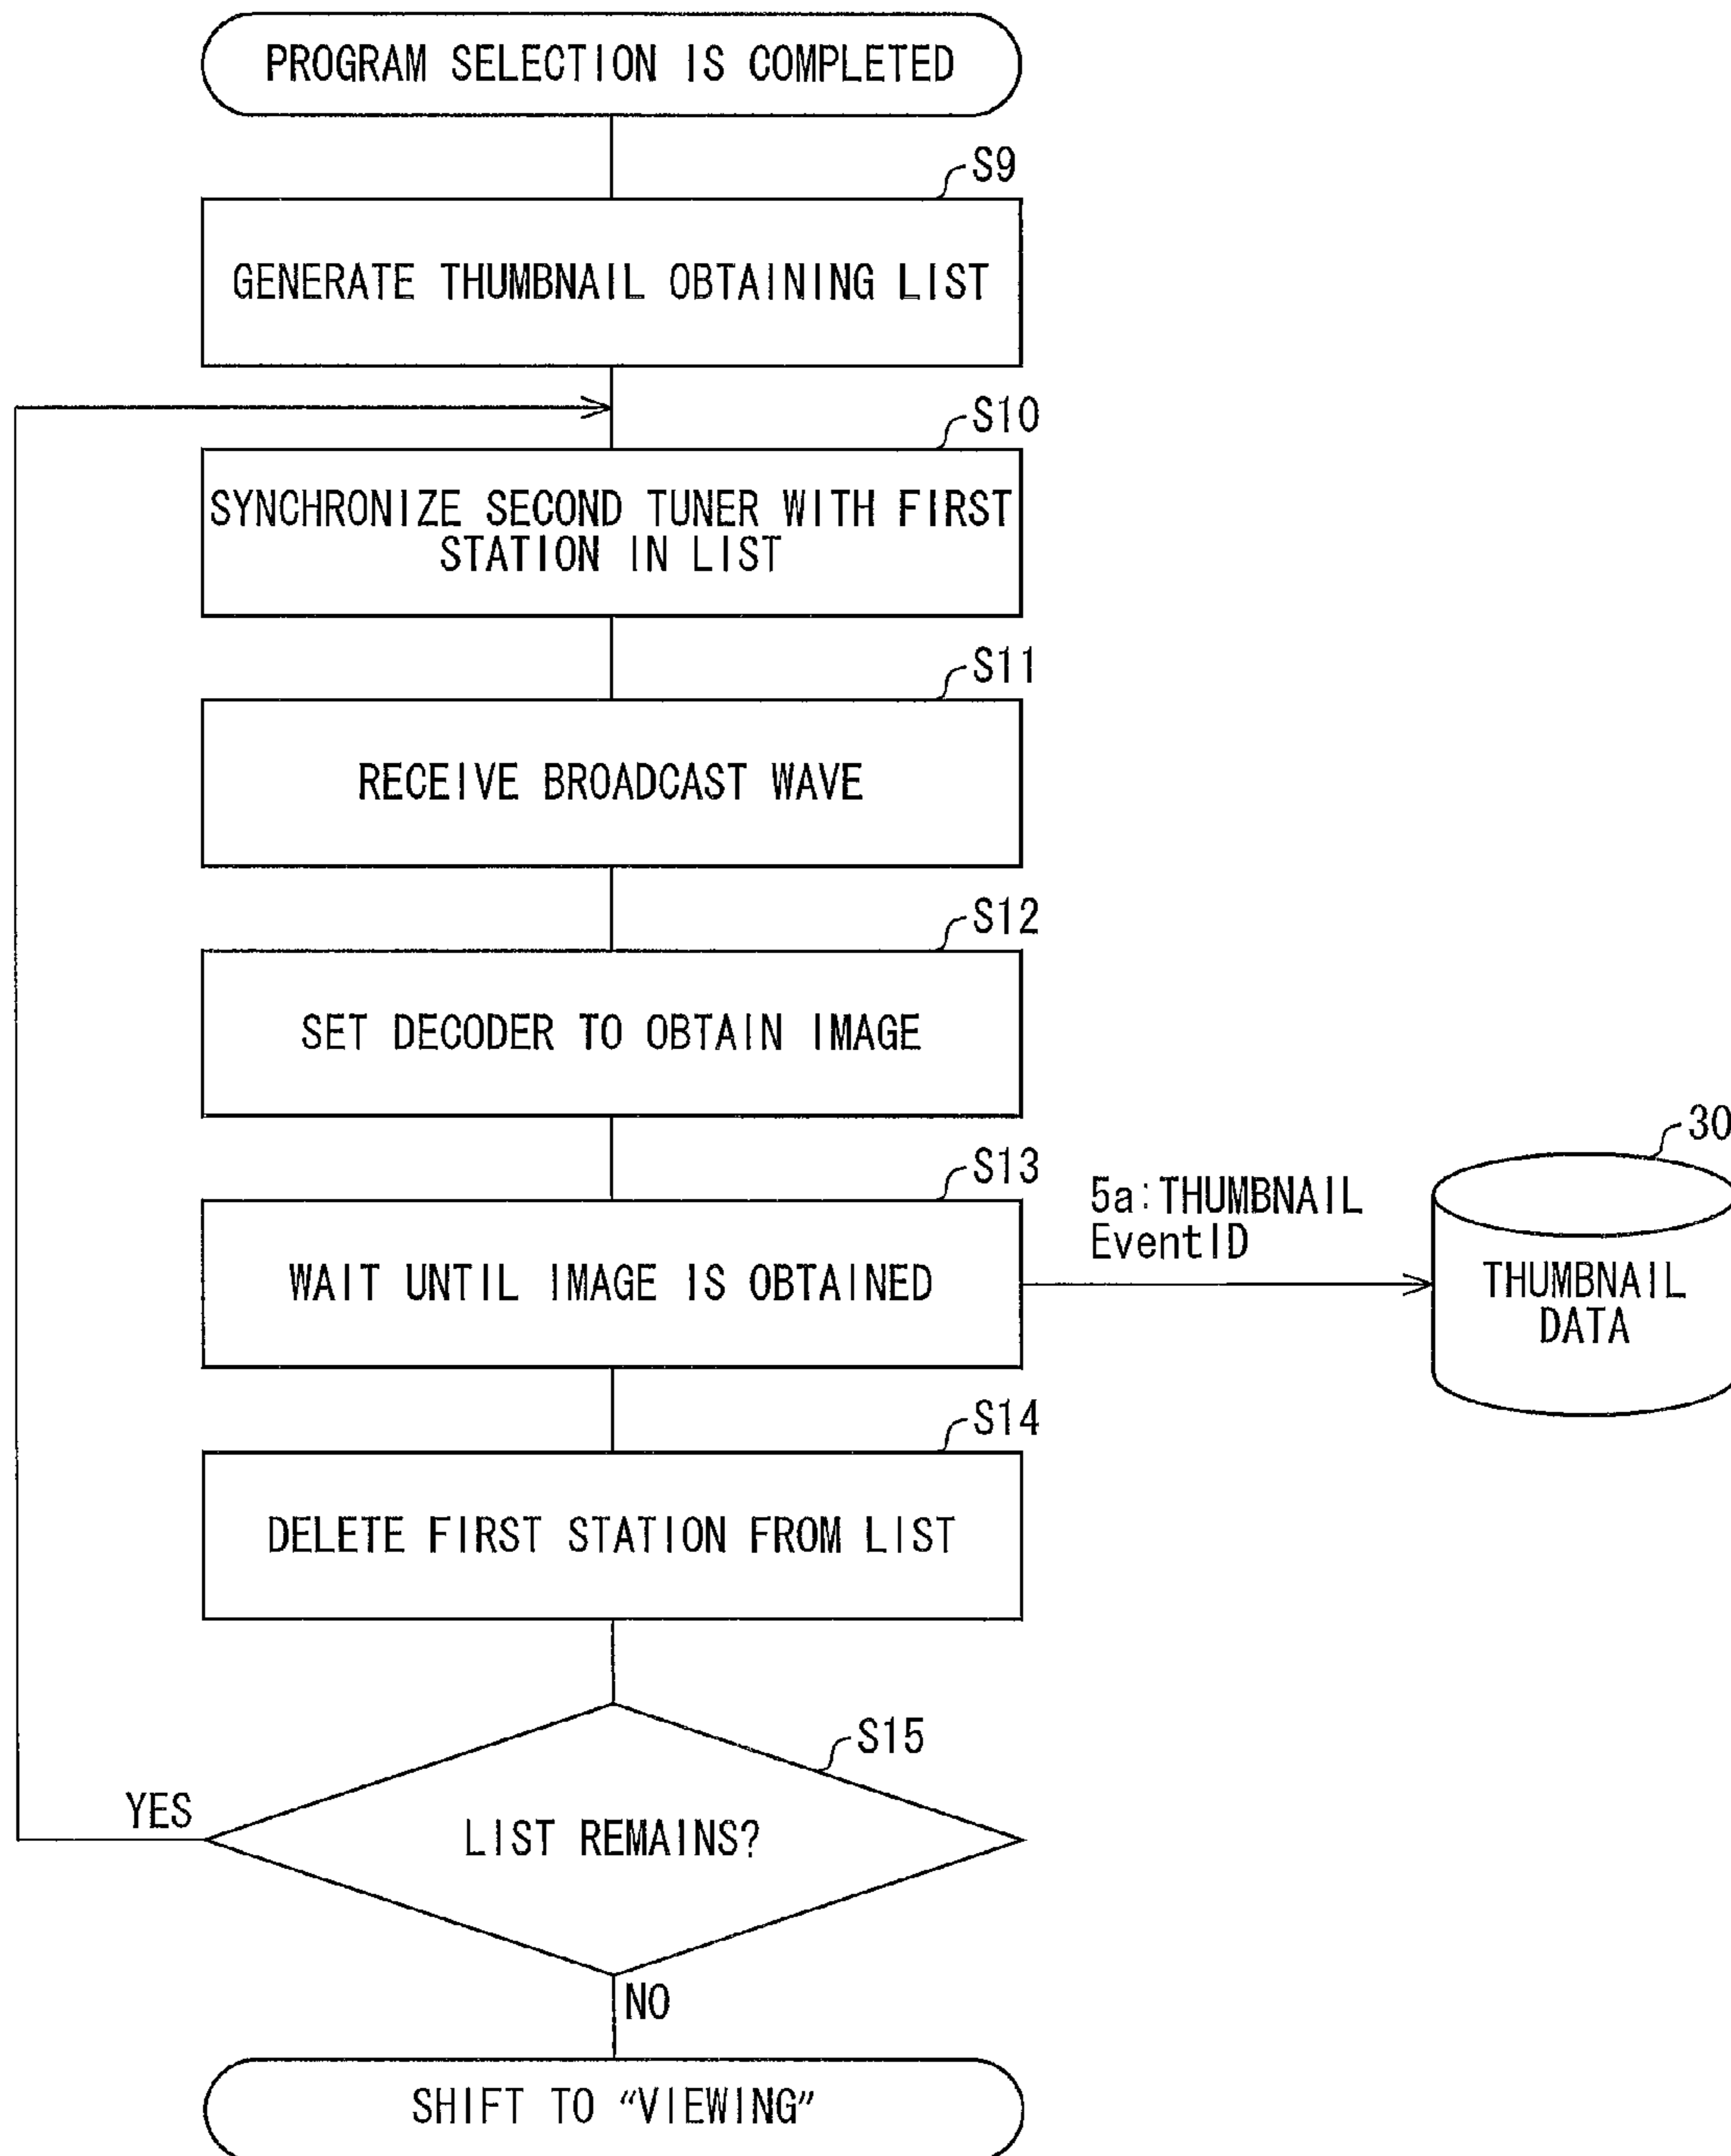 PROGRAM SELECTION IS COMPLETED
S9
GENERATE THUMBNAIL OBTAINING LIST
S10
SYNCHRONIZE SECOND TUNER WITH FIRST
STATION IN LIST
S11
RECEIVE BROADCAST WAVE
S12
SET DECODER TO OBTAIN IMAGE
S13
WAIT UNTIL IMAGE IS OBTAINED
5a:THUMBNAIL
EventID
30
THUMBNAIL
DATA
S14
DELETE FIRST STATION FROM LIST
S15
LIST REMAINS?
YES
NO
SHIFT TO “VIEWING”